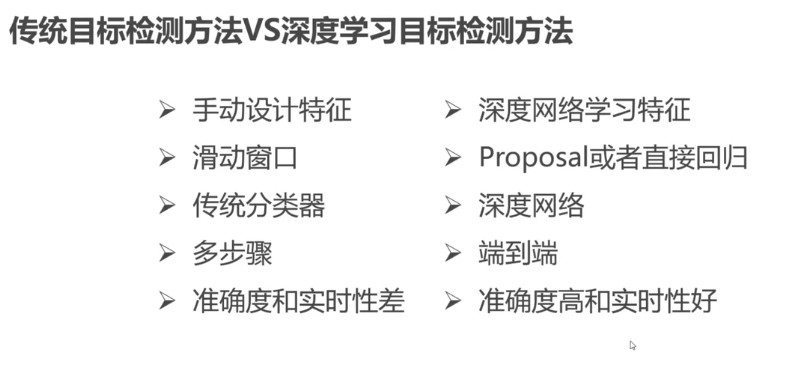 传统目标检测方法VS深度学习目标检测方法
➢ 手动设计特征
➢ 滑动窗口
➢ 传统分类器
➢ 多步骤
➢ 准确度和实时性差
➢ 深度网络学习特征
➢ Proposal或者直接回归
➢ 深度网络
➢ 端到端
➢ 准确度高和实时性好